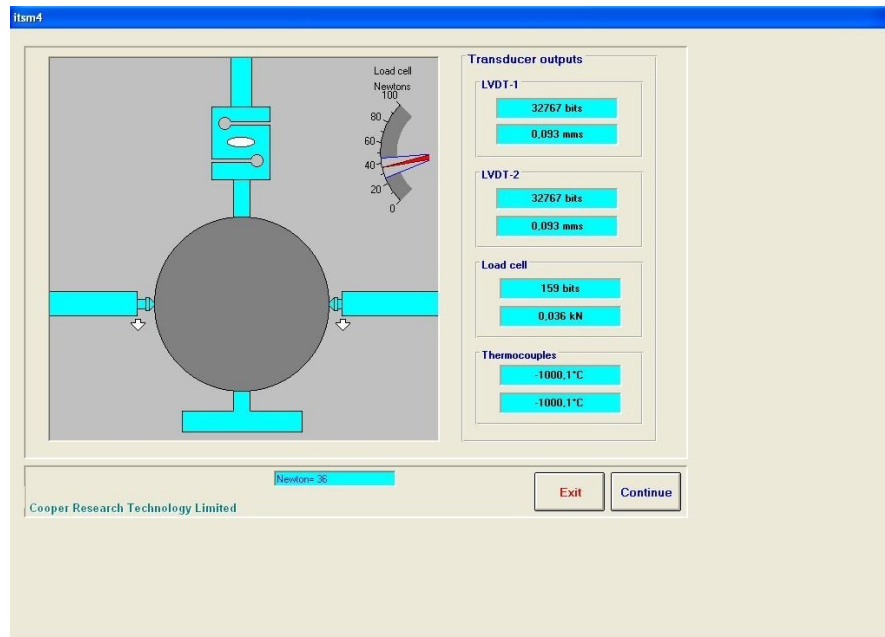 itsm4
Load cell
Newtons
100
80
60
40
20
0
Transducer outputs
LVDT-1
32767 bits
0,093 mms
LVDT-2
32767 bits
0,093 mms
Load cell
159 bits
0,036 kN
Thermocouples
-1000,1°C
-1000,1°C
Newton= 36
Cooper Research Technology Limited
Exit
Continue